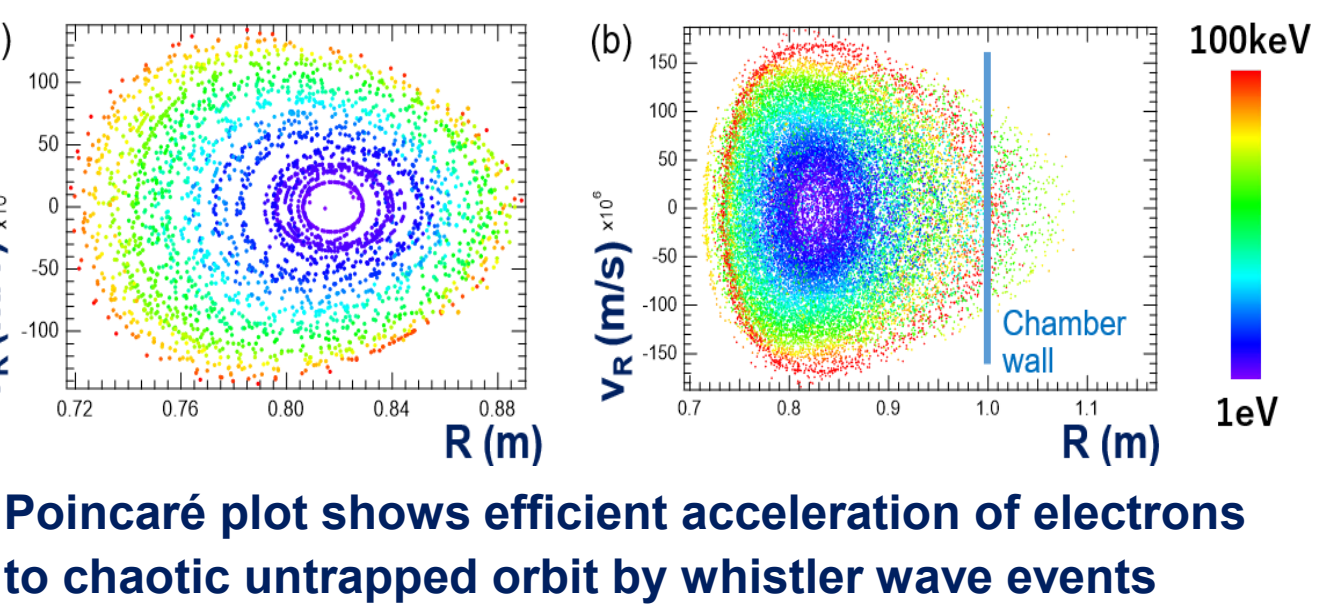 )
100
50
0
-50
-100
0.72 0.76 0.80 0.84 0.88
R (m)
(b)
150
100
50
0
-50
-100
-150
v_R (m/s) x10^6
0.7 0.8 0.9 1.0 1.1
R (m)
Chamber
wall
100keV
1eV
Poincaré plot shows efficient acceleration of electrons
to chaotic untrapped orbit by whistler wave events